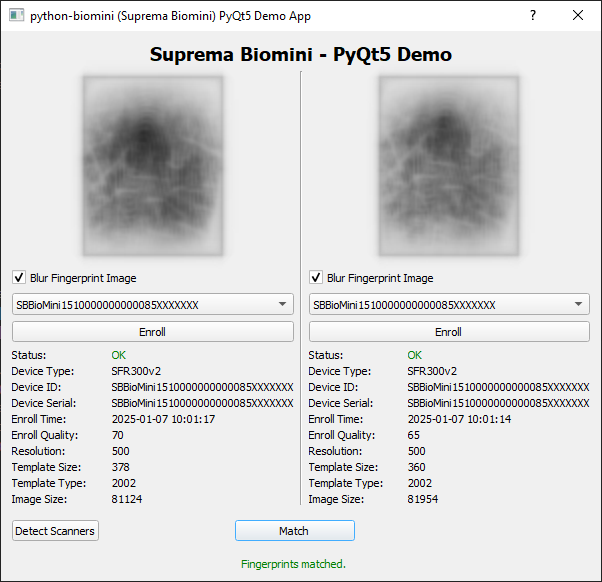 python-biomini (Suprema Biomini) PyQt5 Demo App
Suprema Biomini - PyQt5 Demo
Blur Fingerprint Image
SBBioMini1510000000000085XXXXXXX
Enroll
Status: OK
Device Type: SFR300v2
Device ID: SBBioMini1510000000000085XXXXXXX
Device Serial: SBBioMini1510000000000085XXXXXXX
Enroll Time: 2025-01-07 10:01:17
Enroll Quality: 70
Resolution: 500
Template Size: 378
Template Type: 2002
Image Size: 81124
Blur Fingerprint Image
SBBioMini1510000000000085XXXXXXX
Enroll
Status: OK
Device Type: SFR300v2
Device ID: SBBioMini1510000000000085XXXXXXX
Device Serial: SBBioMini1510000000000085XXXXXXX
Enroll Time: 2025-01-07 10:01:14
Enroll Quality: 65
Resolution: 500
Template Size: 360
Template Type: 2002
Image Size: 81954
Detect Scanners
Match
Fingerprints matched.